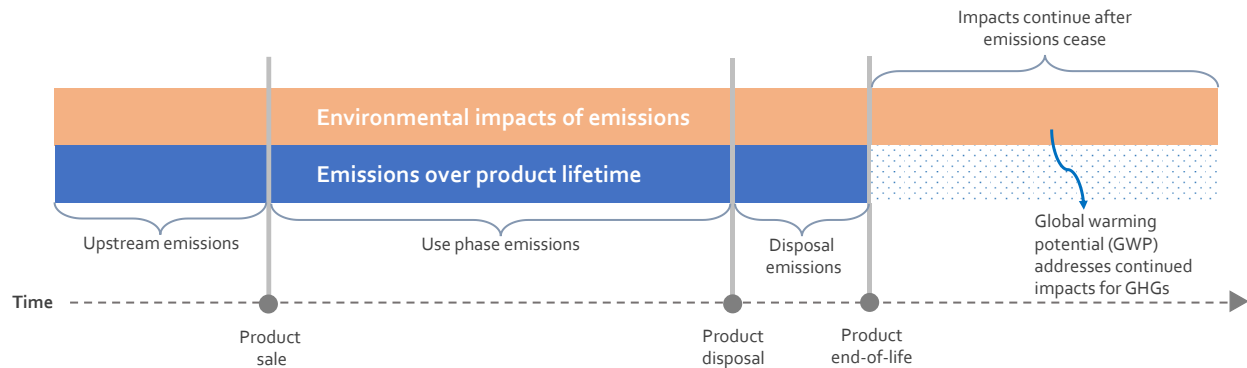 Impacts continue after
emissions cease
Environmental impacts of emissions
Emissions over product lifetime
Upstream emissions
Use phase emissions
Disposal
emissions
Global warming
potential (GWP)
addresses continued
impacts for GHGs
Time
Product
sale
Product
disposal
Product
end-of-life